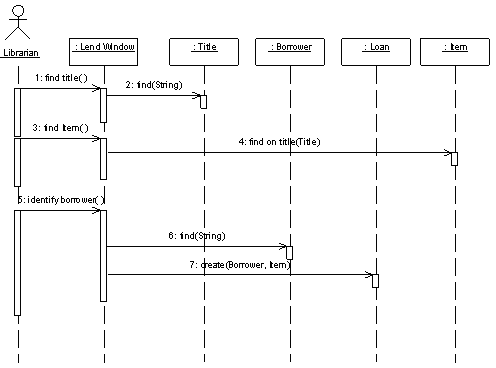 : Librarian
: Lend Window
: Title
: Borrower
: Loan
: Item
1: find title( )
2: find(String)
3: find Item( )
4: find on title(Title)
5: identify borrower( )
6: find(String)
7: create(Borrower, Item)